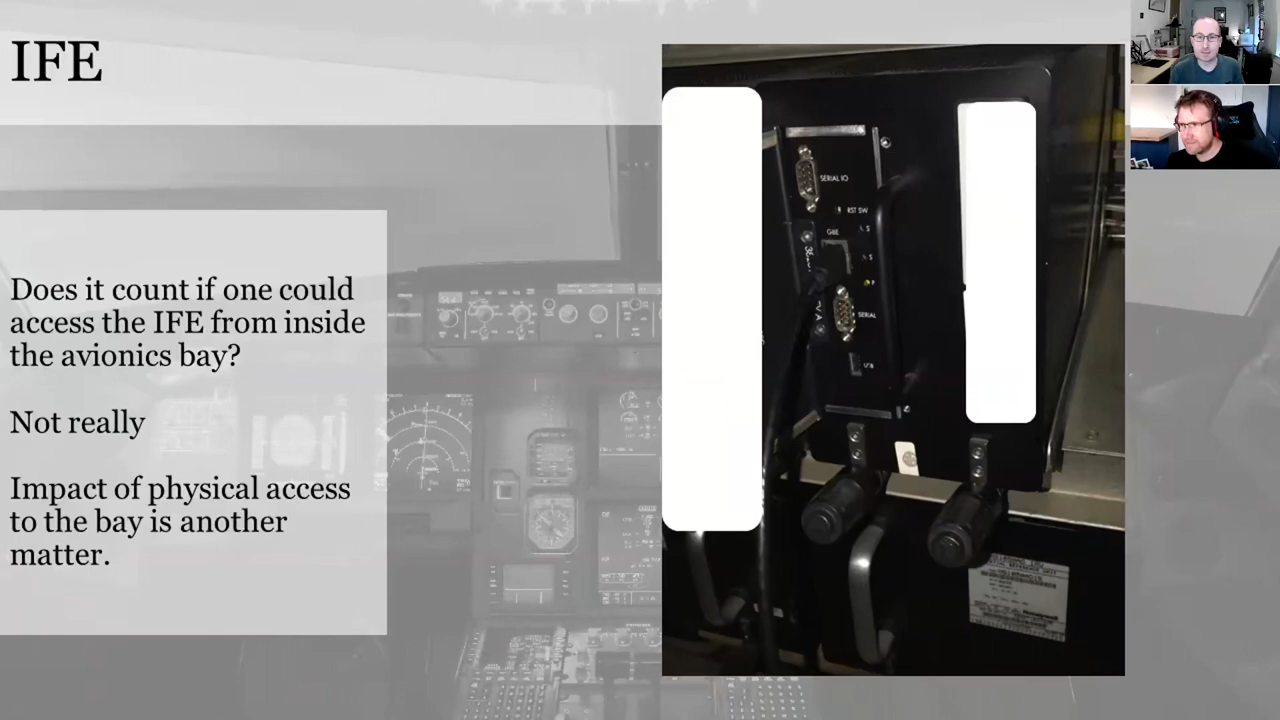 IFE
Does it count if one could
access the IFE from inside
the avionics bay?
Not really
Impact of physical access
to the bay is another
matter.
SERIAL IO
RST SW
GBE
SERIAL
USB